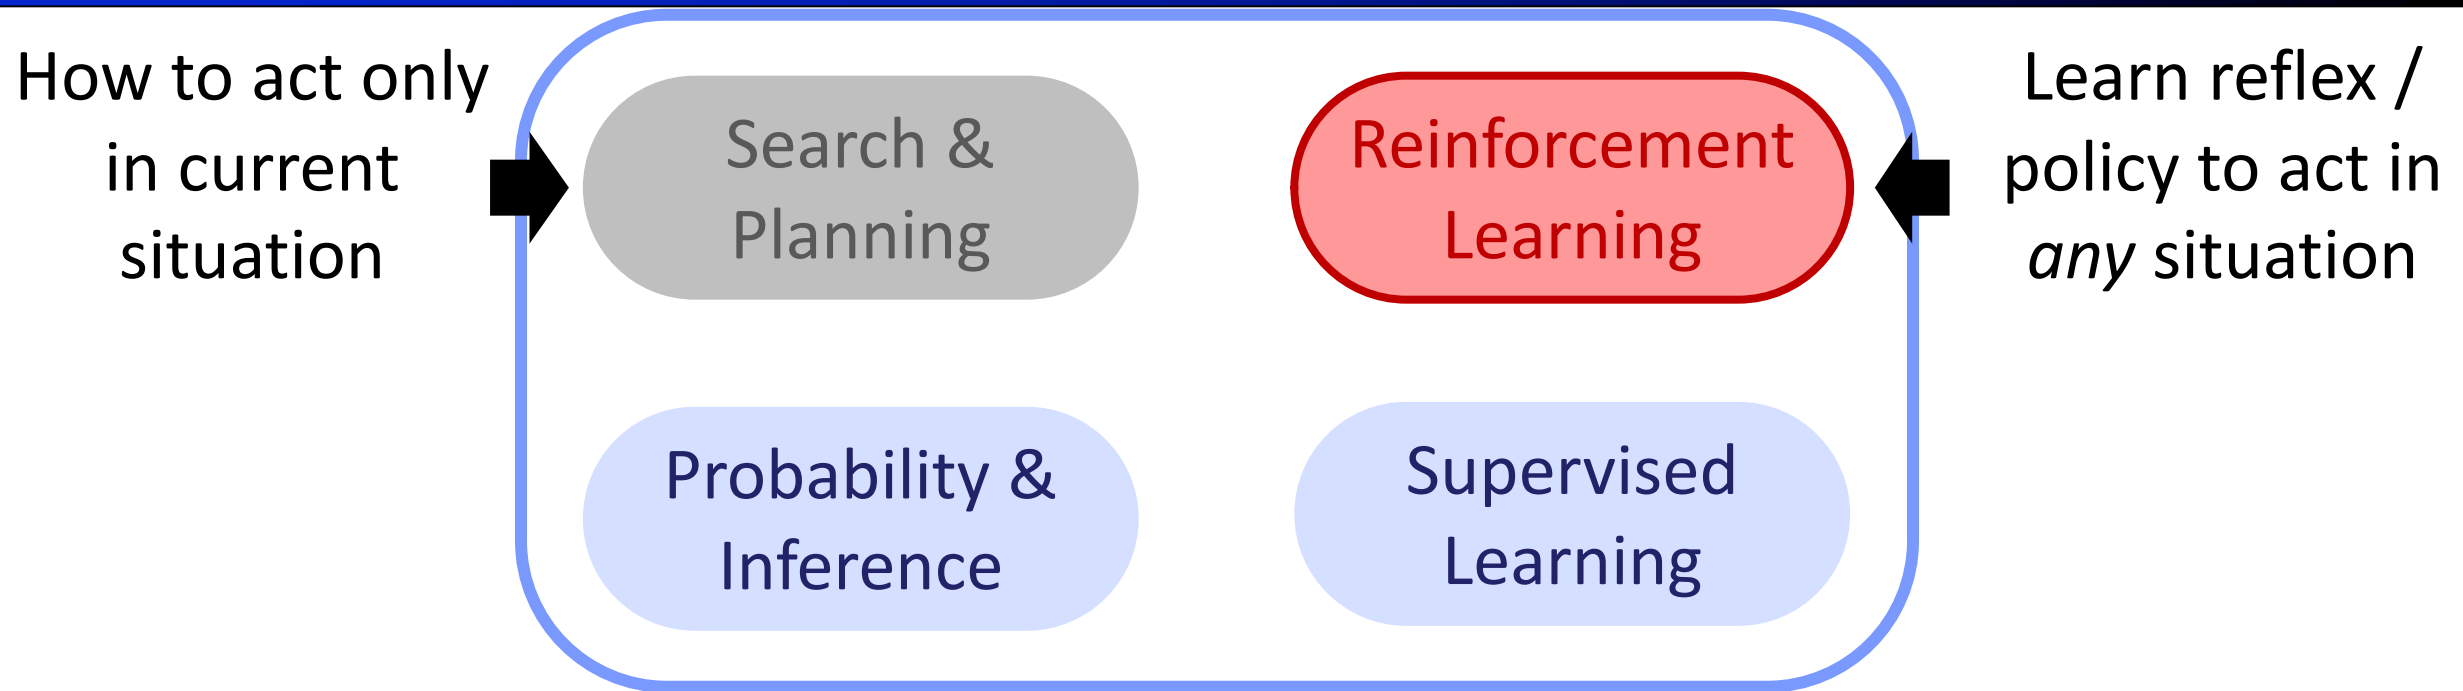 How to act only
in current
situation
Search &
Planning
Reinforcement
Learning
Learn reflex /
policy to act in
any situation
Probability &
Inference
Supervised
Learning